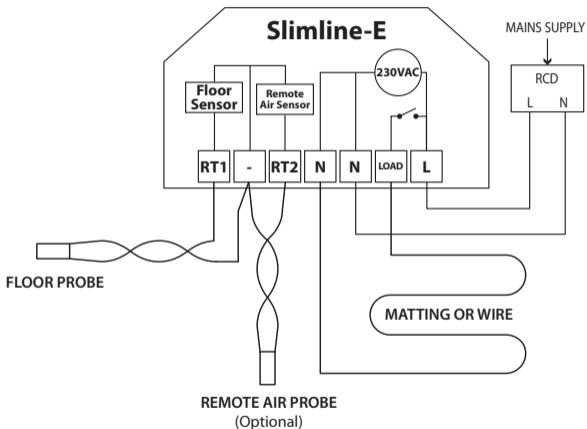 Slimline-E
MAINS SUPPLY
230VAC
RCD
L N
Floor
Sensor
Remote
Air Sensor
RT1 - RT2 N N LOAD L
FLOOR PROBE
MATTING OR WIRE
REMOTE AIR PROBE
(Optional)